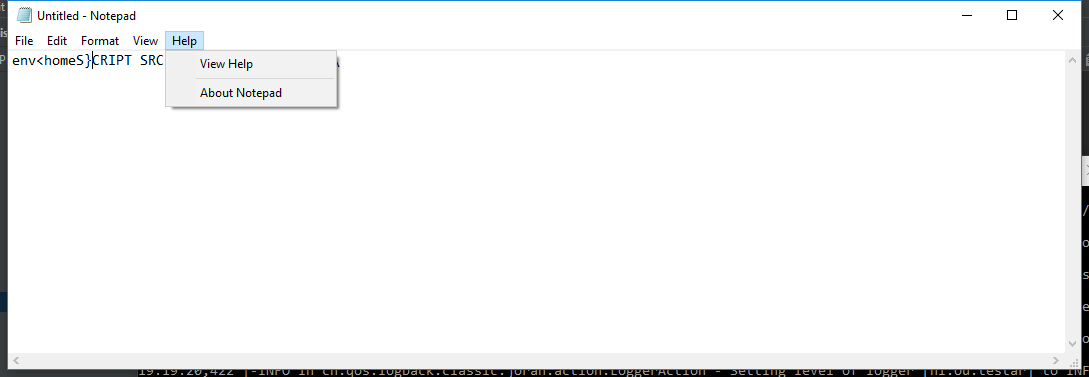 Untitled - Notepad
File Edit Format View Help
env<homeS}CRIPT SRC
View Help
About Notepad
19:19:20,422 |-INFO in ch.qos.logback.classic.joran.action.LoggerAction - Setting level of logger [nl.ou.testar] to INF